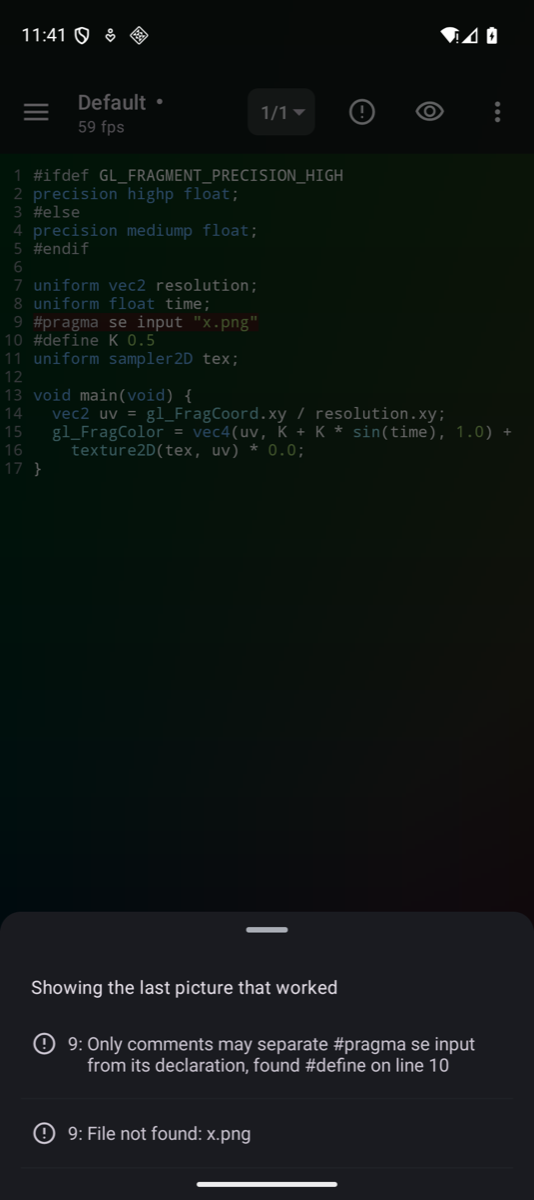 11:41
Default •
59 fps
1/1
1 #ifdef GL_FRAGMENT_PRECISION_HIGH
2 precision highp float;
3 #else
4 precision mediump float;
5 #endif
6
7 uniform vec2 resolution;
8 uniform float time;
9 #pragma se input "x.png"
10 #define K 0.5
11 uniform sampler2D tex;
12
13 void main(void) {
14   vec2 uv = gl_FragCoord.xy / resolution.xy;
15   gl_FragColor = vec4(uv, K + K * sin(time), 1.0) +
16     texture2D(tex, uv) * 0.0;
17 }
Showing the last picture that worked
9: Only comments may separate #pragma se input
from its declaration, found #define on line 10
9: File not found: x.png